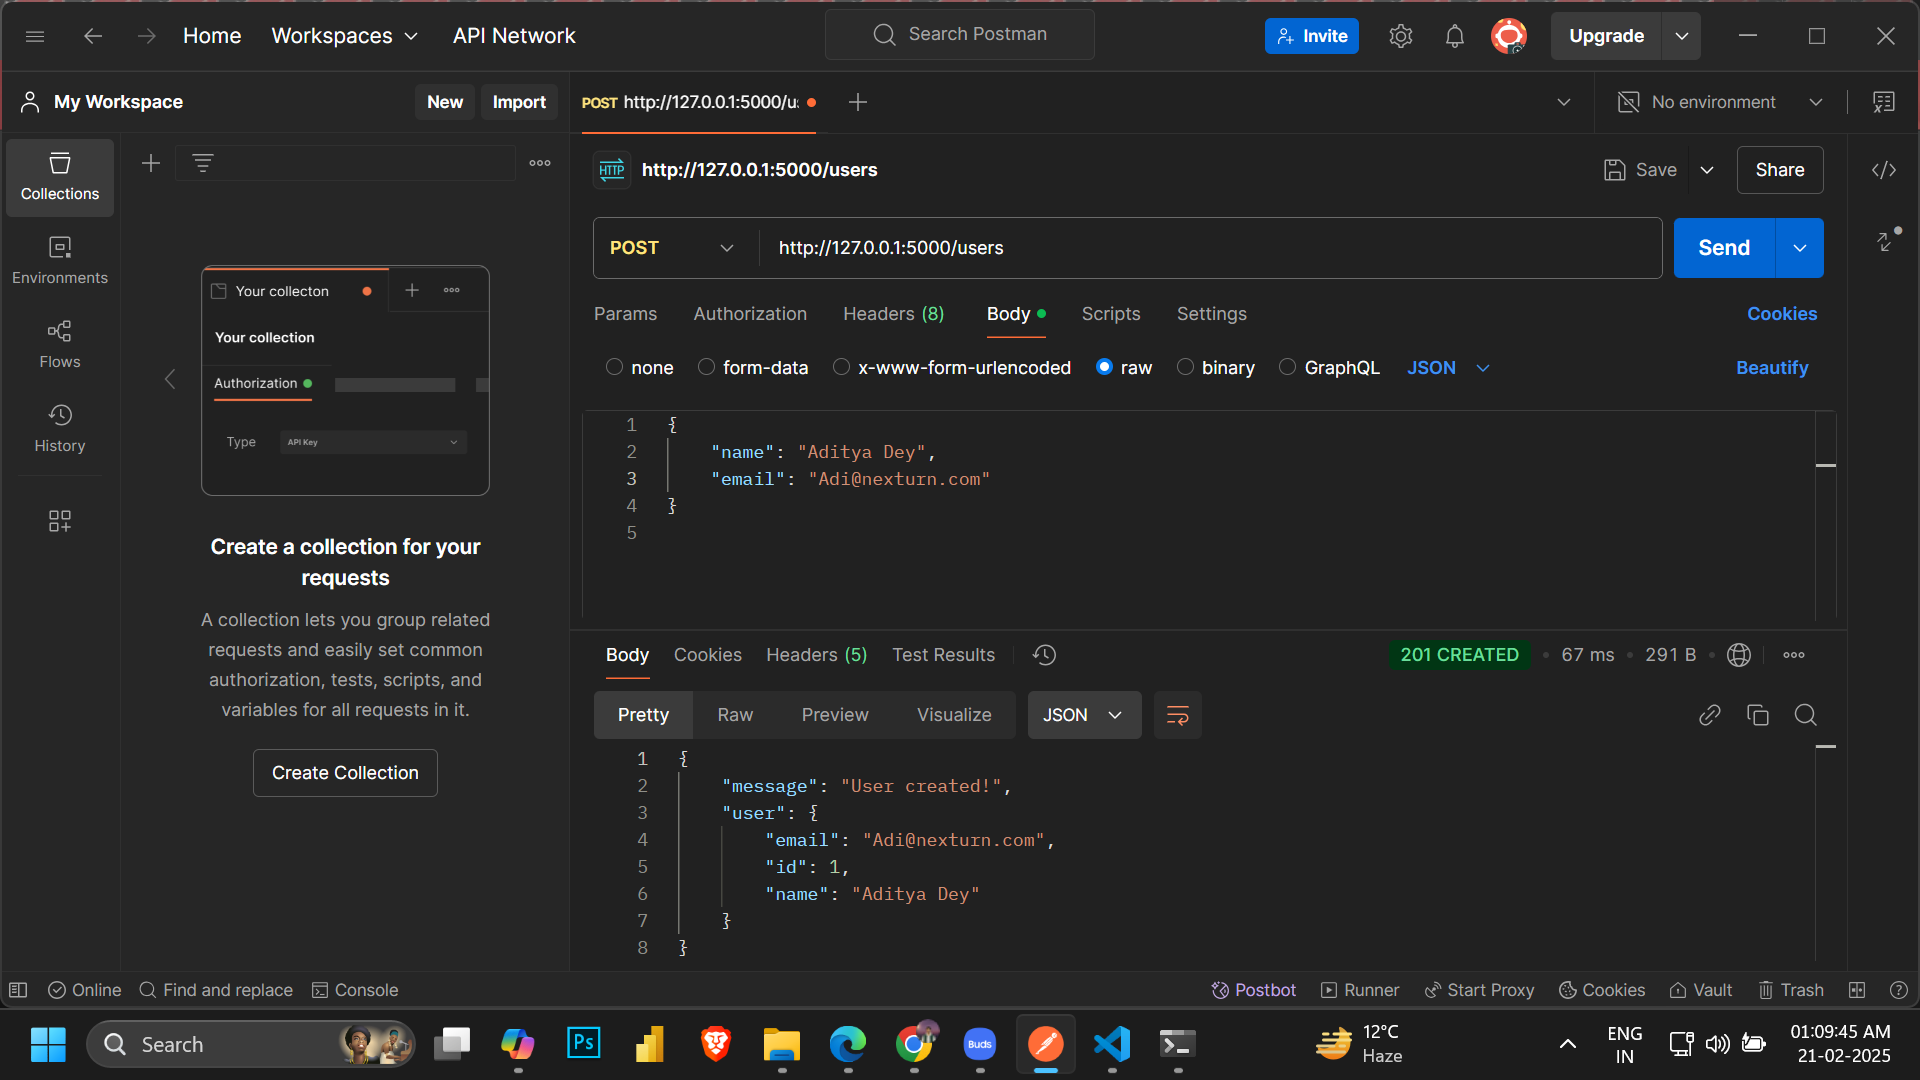 Home
Workspaces
API Network
Search Postman
Invite
Upgrade
My Workspace
New
Import
POST http://127.0.0.1:5000/u
No environment
Collections
Environments
Flows
History
Your collecton
Your collection
Authorization
Type
API Key
Create a collection for your
requests
A collection lets you group related
requests and easily set common
authorization, tests, scripts, and
variables for all requests in it.
Create Collection
HTTP http://127.0.0.1:5000/users
Save
Share
POST
http://127.0.0.1:5000/users
Send
Params
Authorization
Headers (8)
Body
Scripts
Settings
Cookies
none
form-data
x-www-form-urlencoded
raw
binary
GraphQL
JSON
Beautify
1 {
2 "name": "Aditya Dey",
3 "email": "Adi@nexturn.com"
4 }
5
Body
Cookies
Headers (5)
Test Results
201 CREATED
67 ms
291 B
Pretty
Raw
Preview
Visualize
JSON
1 {
2 "message": "User created!",
3 "user": {
4 "email": "Adi@nexturn.com",
5 "id": 1,
6 "name": "Aditya Dey"
7 }
8 }
Online
Find and replace
Console
Postbot
Runner
Start Proxy
Cookies
Vault
Trash
Search
Ps
Buds
12°C
Haze
ENG
IN
01:09:45 AM
21-02-2025